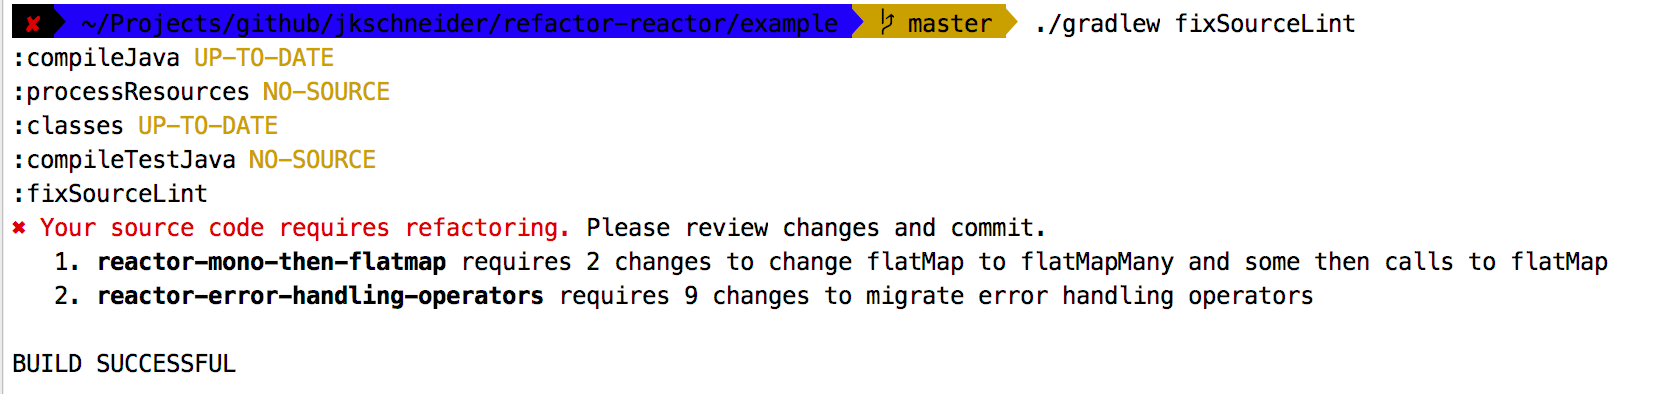 ✘ ~/Projects/github/jkschneider/refactor-reactor/example master ./gradlew fixSourceLint
:compileJava UP-TO-DATE
:processResources NO-SOURCE
:classes UP-TO-DATE
:compileTestJava NO-SOURCE
:fixSourceLint
✖ Your source code requires refactoring. Please review changes and commit.
1. reactor-mono-then-flatmap requires 2 changes to change flatMap to flatMapMany and some then calls to flatMap
2. reactor-error-handling-operators requires 9 changes to migrate error handling operators
BUILD SUCCESSFUL